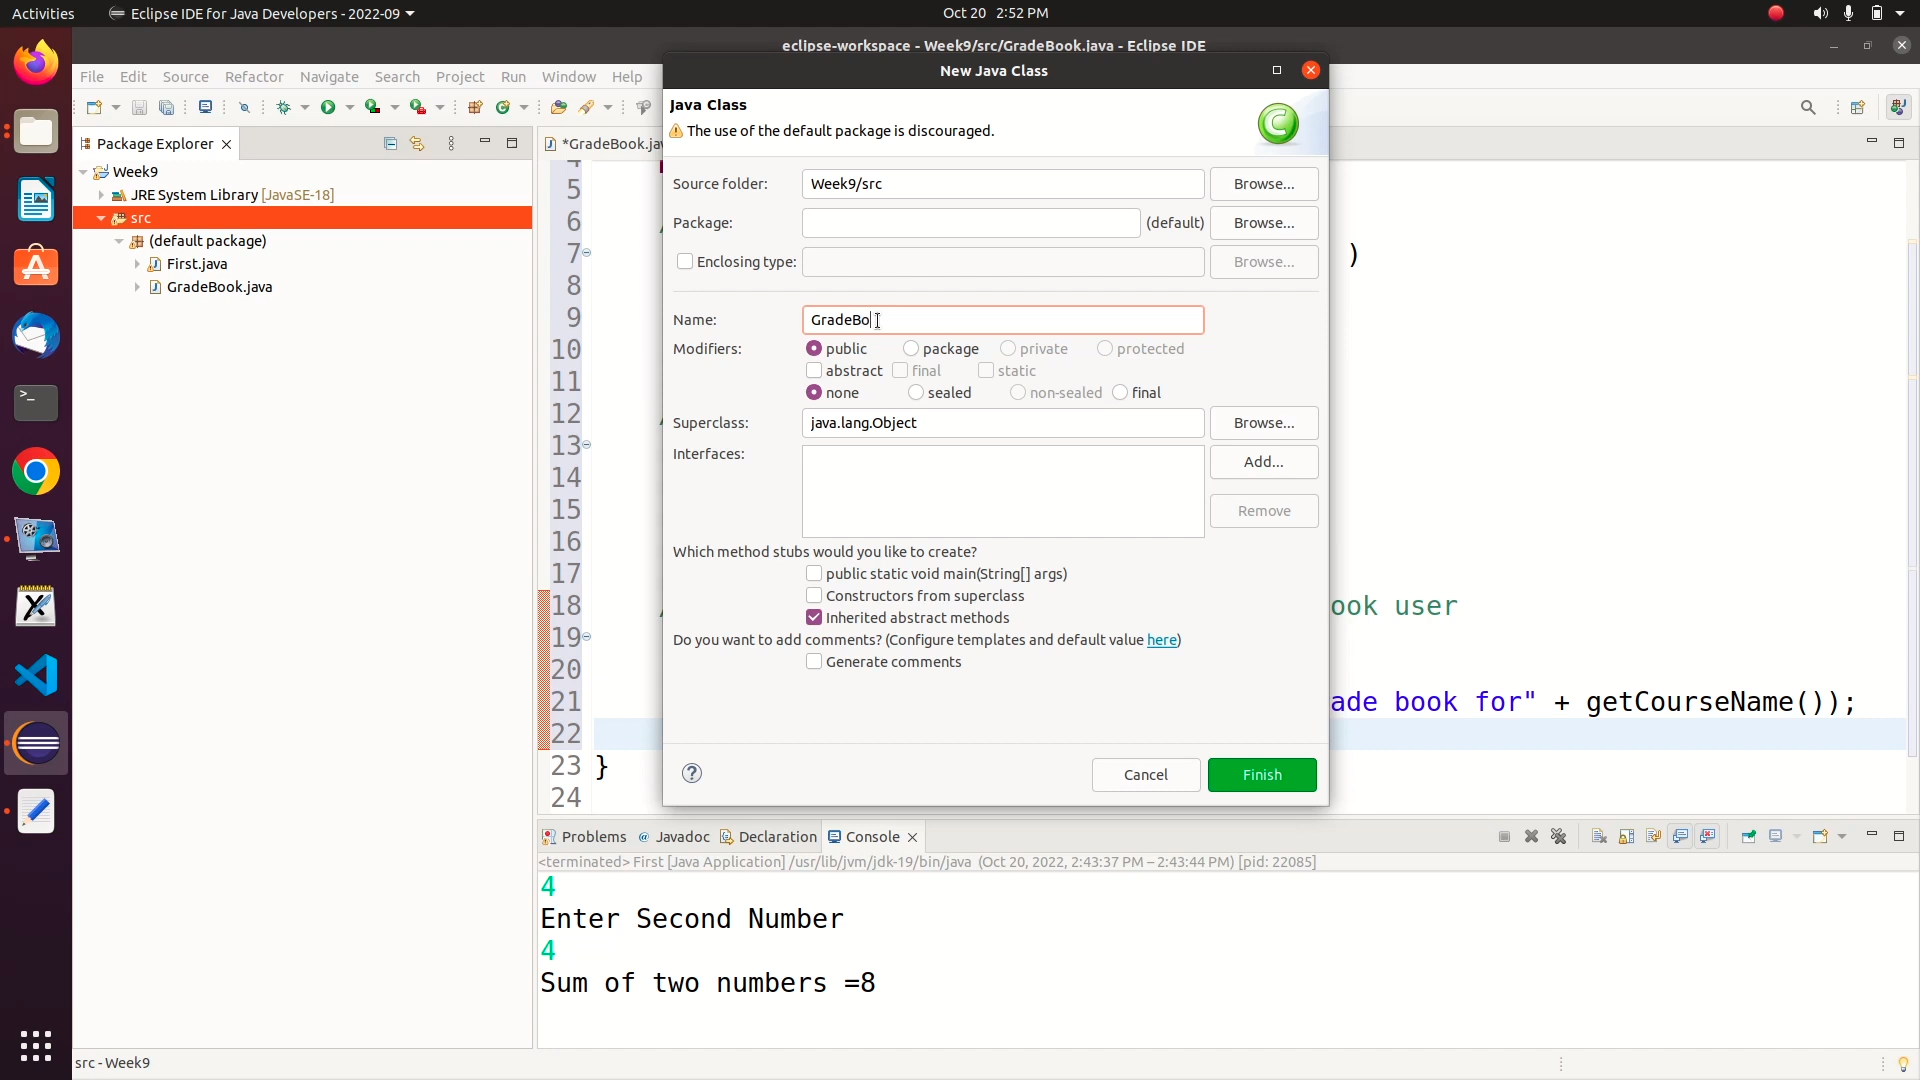 Activities Eclipse IDE for Java Developers - 2022-09 Oct 20 2:52 PM
eclipse-workspace - Week9/src/GradeBook.java - Eclipse IDE
File Edit Source Refactor Navigate Search Project Run Window Help
New Java Class
Package Explorer
Week9
JRE System Library [JavaSE-18]
src
(default package)
First.java
GradeBook.java
*GradeBook.jav
Java Class
The use of the default package is discouraged.
Source folder: Week9/src Browse...
Package: (default) Browse...
Enclosing type: Browse...
Name: GradeBo
Modifiers: public package private protected
abstract final static
none sealed non-sealed final
Superclass: java.lang.Object Browse...
Interfaces: Add...
Remove
Which method stubs would you like to create?
public static void main(String[] args)
Constructors from superclass
Inherited abstract methods
Do you want to add comments? (Configure templates and default value here)
Generate comments
Cancel Finish
5
6
7 )
8
9
10
11
12
13
14
15
16
17
18 ook user
19
20
21 ade book for" + getCourseName());
22
23 }
24
Problems @ Javadoc Declaration Console
<terminated> First [Java Application] /usr/lib/jvm/jdk-19/bin/java (Oct 20, 2022, 2:43:37 PM – 2:43:44 PM) [pid: 22085]
4
Enter Second Number
4
Sum of two numbers =8
src - Week9